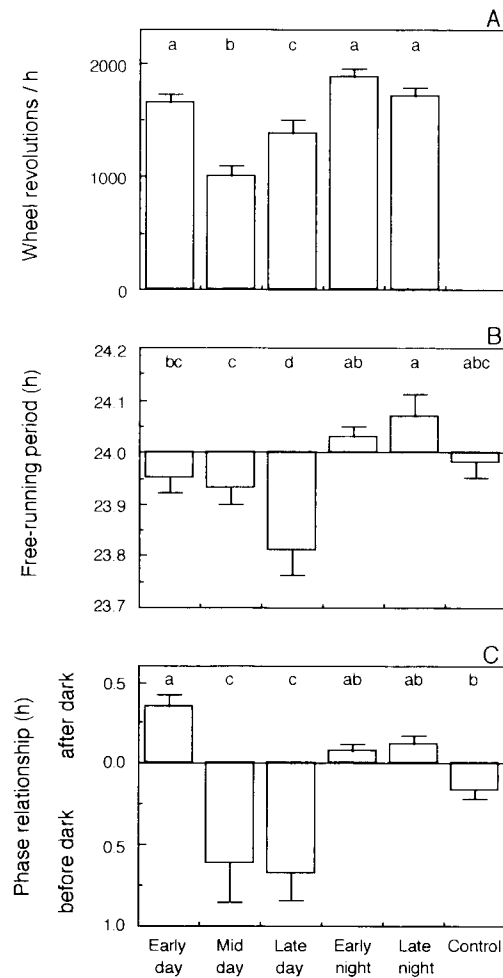 A
a b c a a
2000
1000
0
Wheel revolutions / h
B
bc c d ab a abc
24.2
24.1
24.0
23.9
23.8
23.7
Free-running period (h)
C
a c c ab ab b
0.5
0.0
0.5
1.0
Phase relationship (h)
before dark after dark
Early day
Mid day
Late day
Early night
Late night
Control